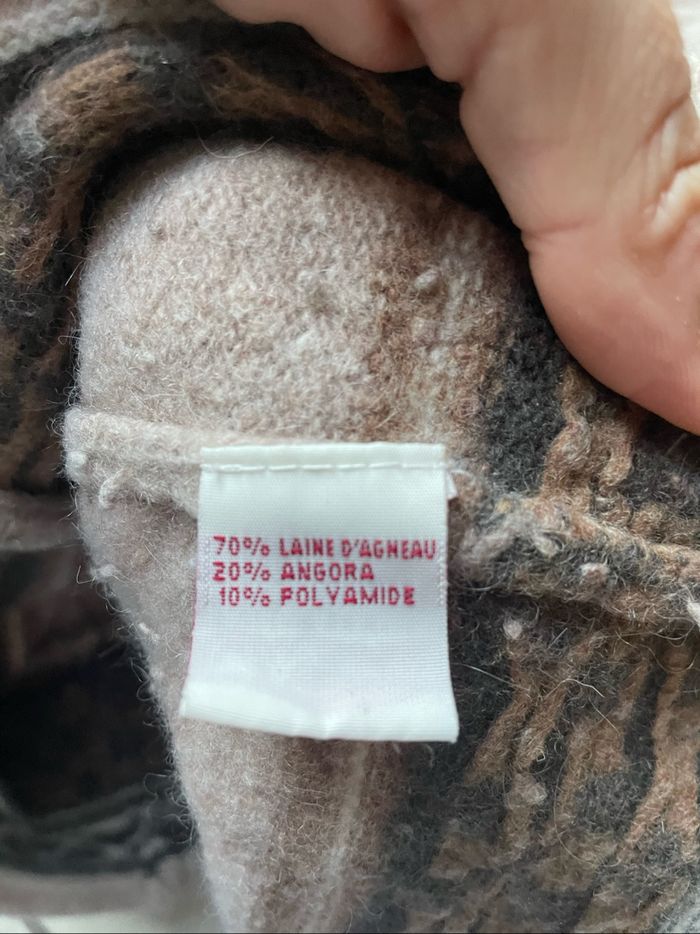 70% LAINE D'AGNEAU
20% ANGORA
10% POLYAMIDE